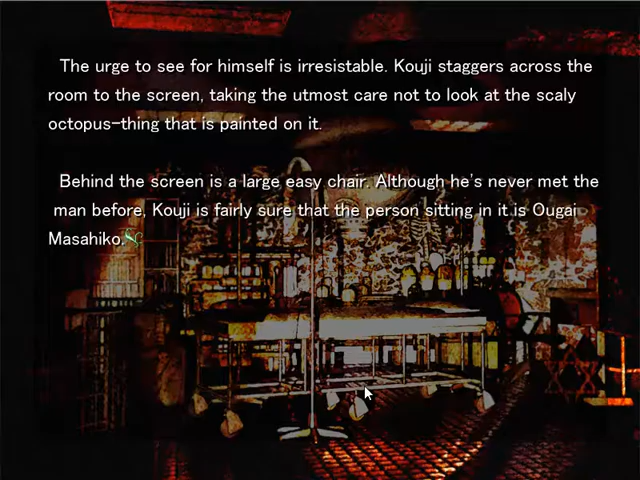 The urge to see for himself is irresistable. Kouji staggers across the
room to the screen, taking the utmost care not to look at the scaly
octopus-thing that is painted on it.
Behind the screen is a large easy chair. Although he's never met the
man before, Kouji is fairly sure that the person sitting in it is Ougai
Masahiko.